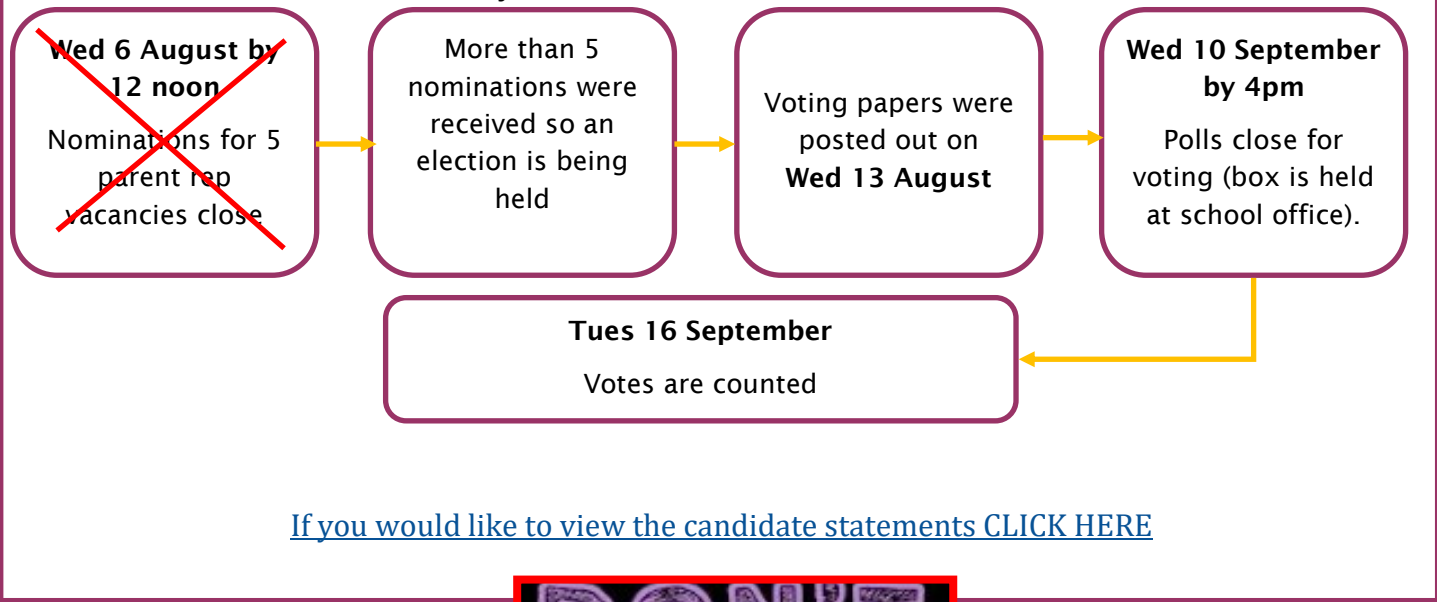 Wed 6 August by
12 noon
Nominations for 5
parent rep
vacancies close
More than 5
nominations were
received so an
election is being
held
Voting papers were
posted out on
Wed 13 August
Wed 10 September
by 4pm
Polls close for
voting (box is held
at school office).
Tues 16 September
Votes are counted
If you would like to view the candidate statements CLICK HERE